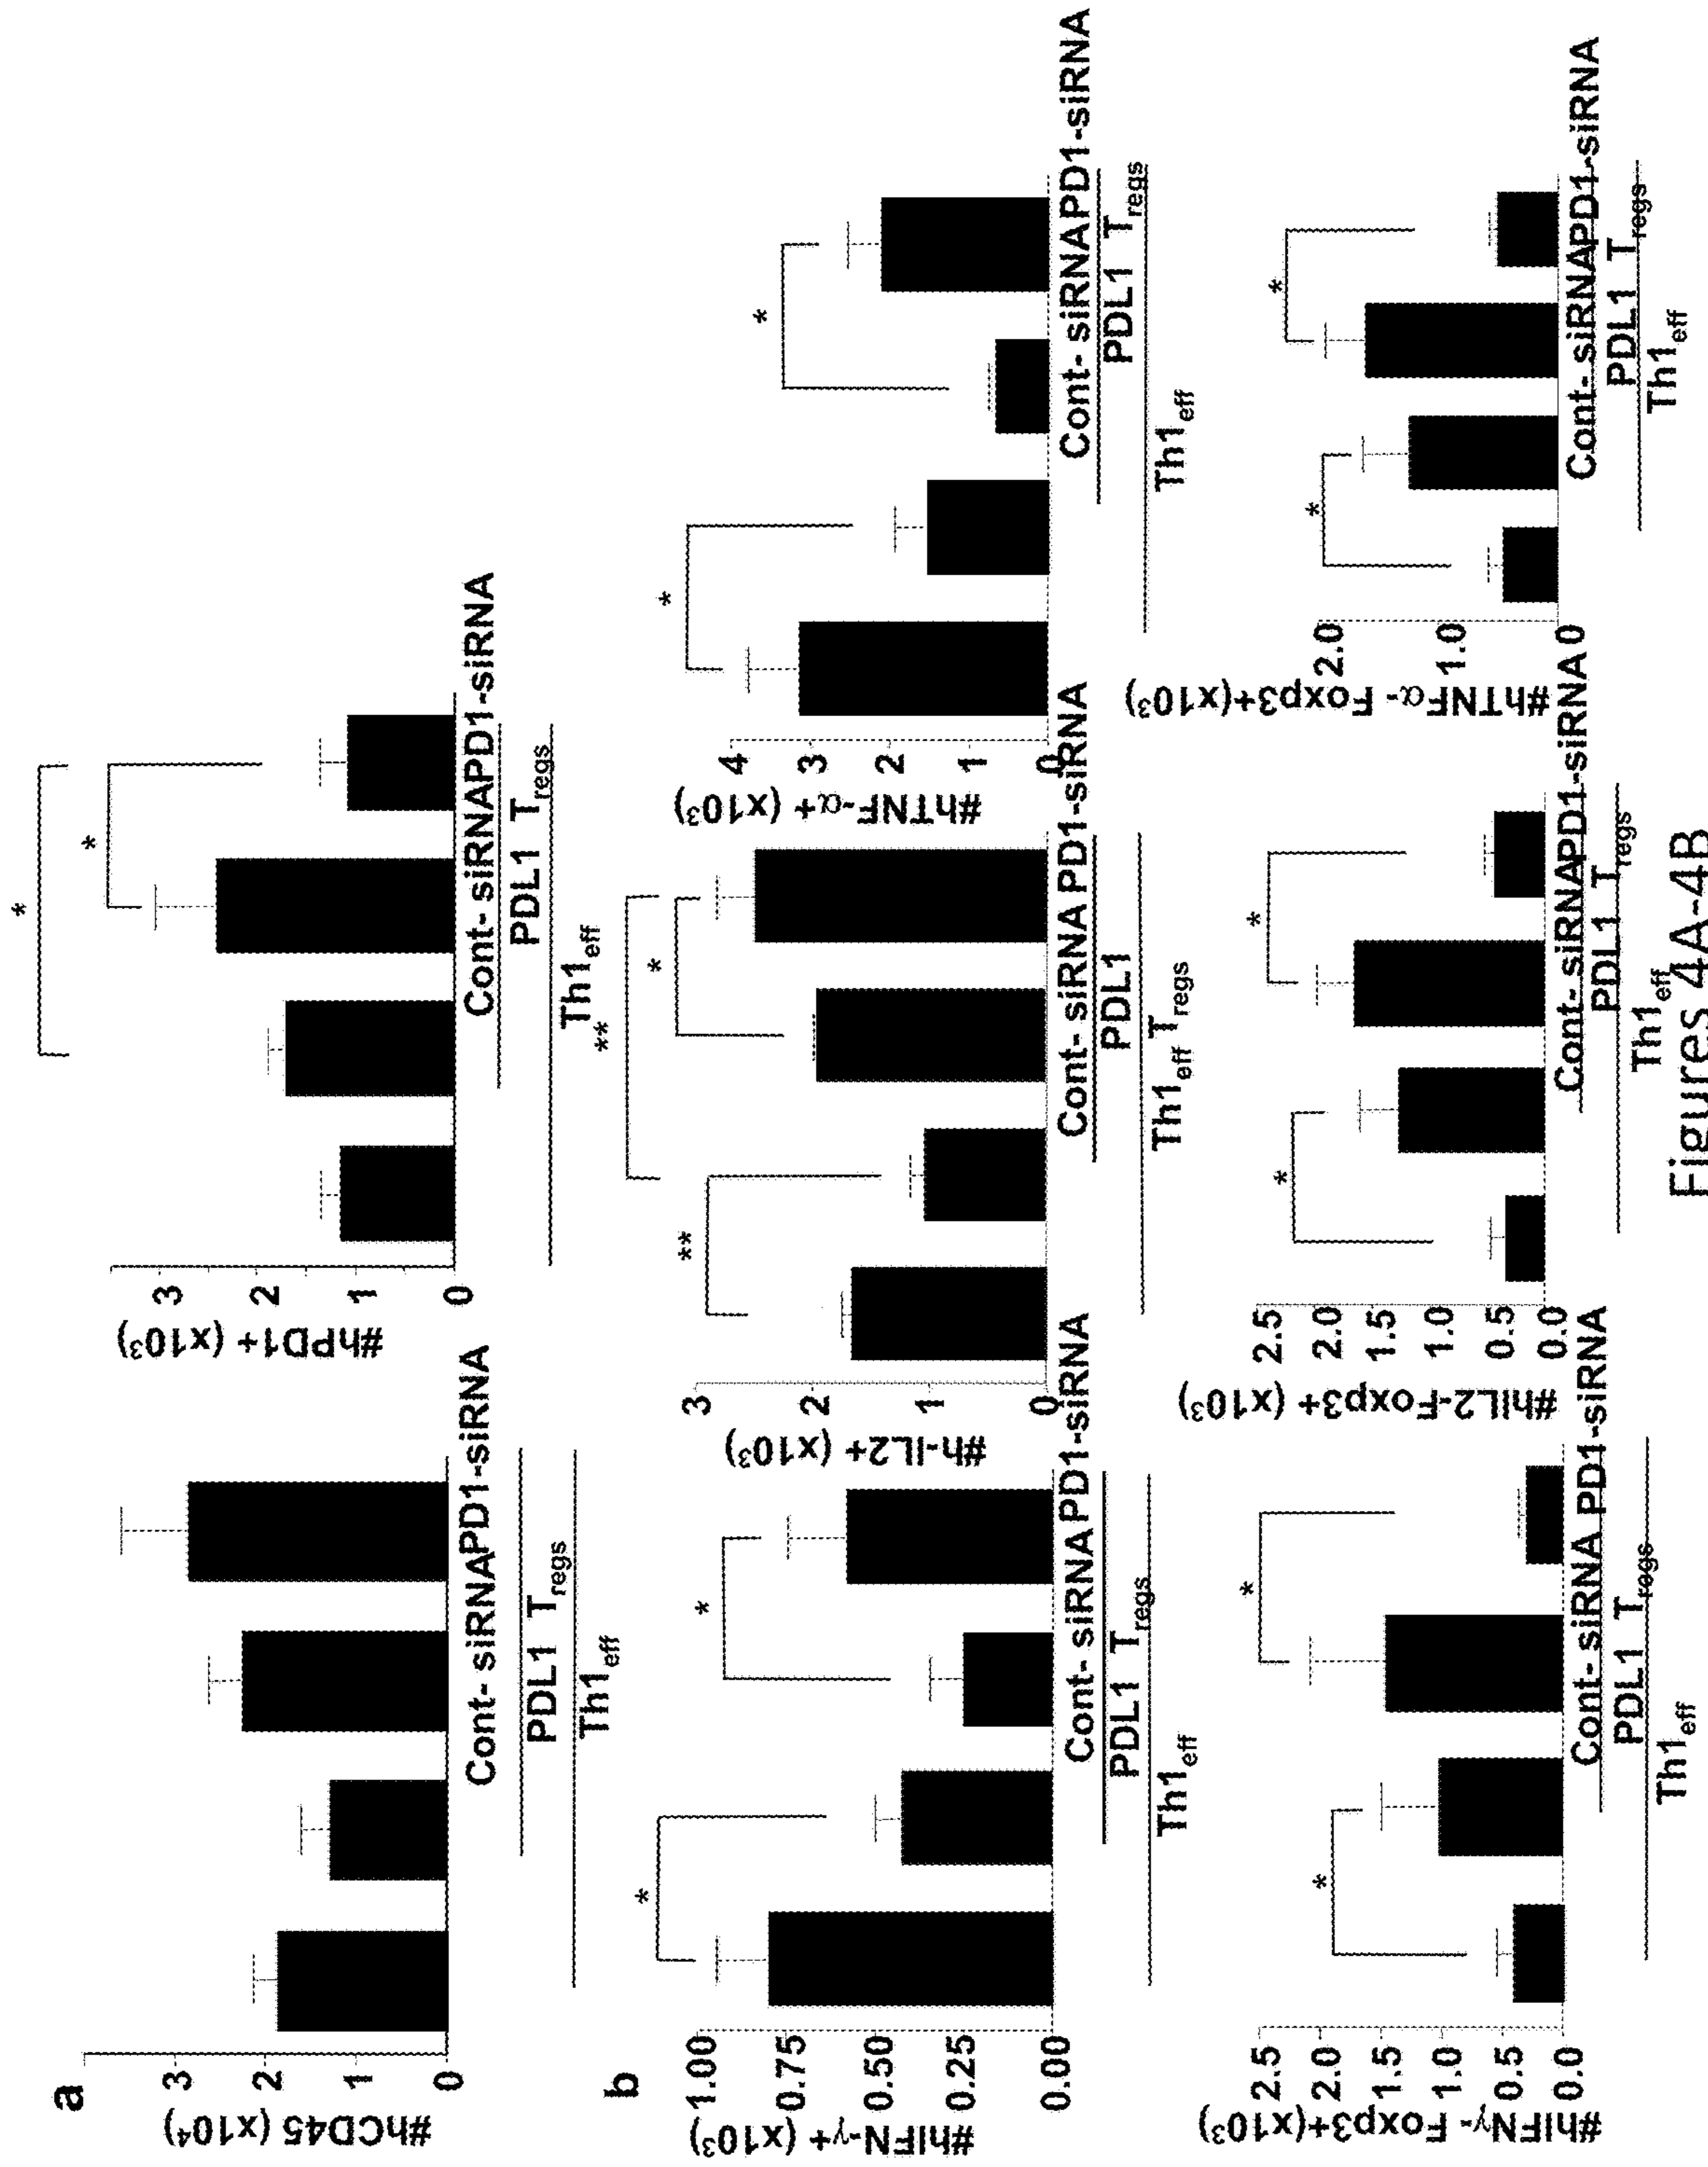 a
#hCD45 (x10⁴)
3
2
1
0
Cont- siRNA PD1-siRNA
PDL1 Tregs
Th1eff
#hPD1+ (x10³)
3
2
1
0
*
*
Cont- siRNA PD1-siRNA
PDL1 Tregs
Th1eff
b
#hIFN-γ+ (x10³)
1.00
0.75
0.50
0.25
0.00
*
*
Cont- siRNA PD1-siRNA
PDL1 Tregs
Th1eff
#h-IL2+ (x10³)
3
2
1
0
**
**
*
Cont- siRNA PD1-siRNA
PDL1
Th1eff Tregs
#hTNF-α+ (x10³)
4
3
2
1
0
*
*
Cont- siRNA PD1-siRNA
PDL1 Tregs
Th1eff
#hIFNγ- Foxp3+(x10³)
2.5
2.0
1.5
1.0
0.5
0.0
*
*
Cont- siRNA PD1-siRNA
PDL1 Tregs
Th1eff
#hIL2-Foxp3+ (x10³)
2.5
2.0
1.5
1.0
0.5
0.0
*
*
Cont- siRNA PD1-siRNA
PDL1 Tregs
Th1eff
#hTNFα- Foxp3+(x10³)
2.0
1.0
0
*
*
Cont- siRNA PD1-siRNA
PDL1 Tregs
Th1eff
Figures 4A-4B